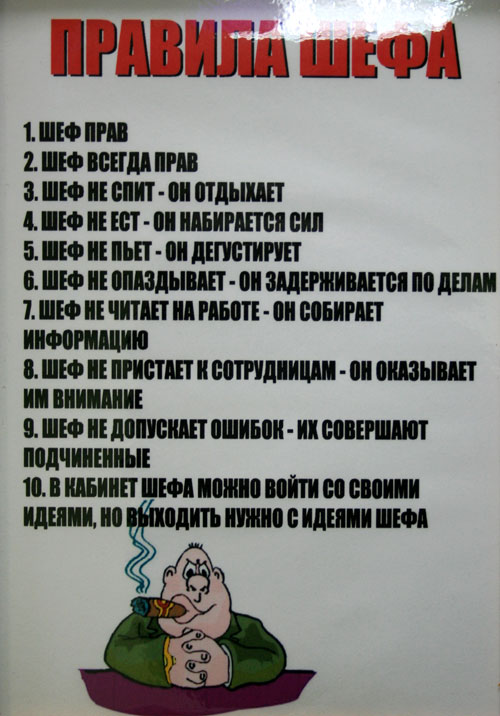 ПРАВИЛА ШЕФА
1. ШЕФ ПРАВ
2. ШЕФ ВСЕГДА ПРАВ
3. ШЕФ НЕ СПИТ - ОН ОТДЫХАЕТ
4. ШЕФ НЕ ЕСТ - ОН НАБИРАЕТСЯ СИЛ
5. ШЕФ НЕ ПЬЕТ - ОН ДЕГУСТИРУЕТ
6. ШЕФ НЕ ОПАЗДЫВАЕТ - ОН ЗАДЕРЖИВАЕТСЯ ПО ДЕЛАМ
7. ШЕФ НЕ ЧИТАЕТ НА РАБОТЕ - ОН СОБИРАЕТ
ИНФОРМАЦИЮ
8. ШЕФ НЕ ПРИСТАЕТ К СОТРУДНИЦАМ - ОН ОКАЗЫВАЕТ
ИМ ВНИМАНИЕ
9. ШЕФ НЕ ДОПУСКАЕТ ОШИБОК - ИХ СОВЕРШАЮТ
ПОДЧИНЕННЫЕ
10. В КАБИНЕТ ШЕФА МОЖНО ВОЙТИ СО СВОИМИ
ИДЕЯМИ, НО ВЫХОДИТЬ НУЖНО С ИДЕЯМИ ШЕФА